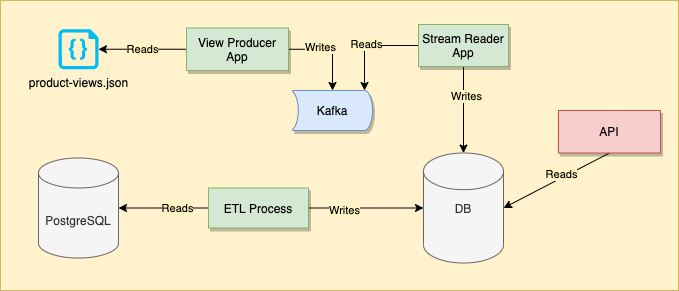 Reads
View Producer
App
Writes
Reads
Stream Reader
App
product-views.json
Kafka
Writes
API
Reads
PostgreSQL
Reads
ETL Process
Writes
DB